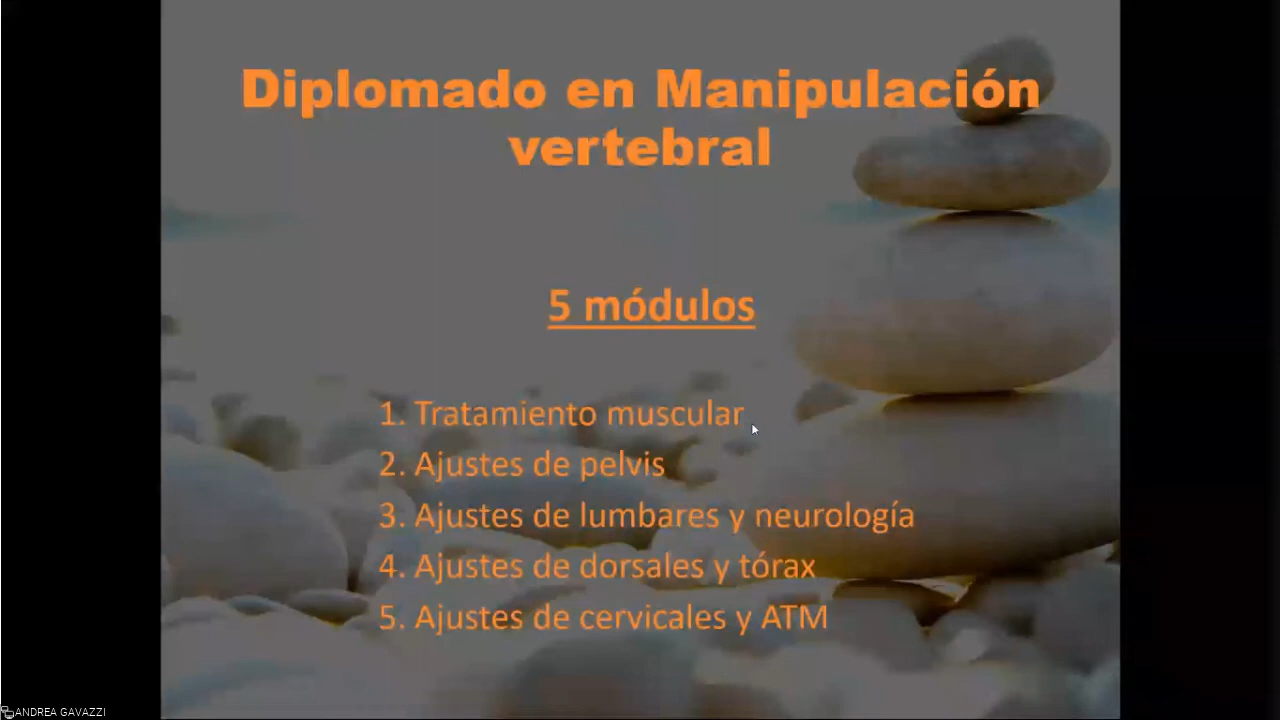 Diplomado en Manipulación
vertebral
5 módulos
1. Tratamiento muscular
2. Ajustes de pelvis
3. Ajustes de lumbares y neurología
4. Ajustes de dorsales y tórax
5. Ajustes de cervicales y ATM
ANDREA GAVAZZI